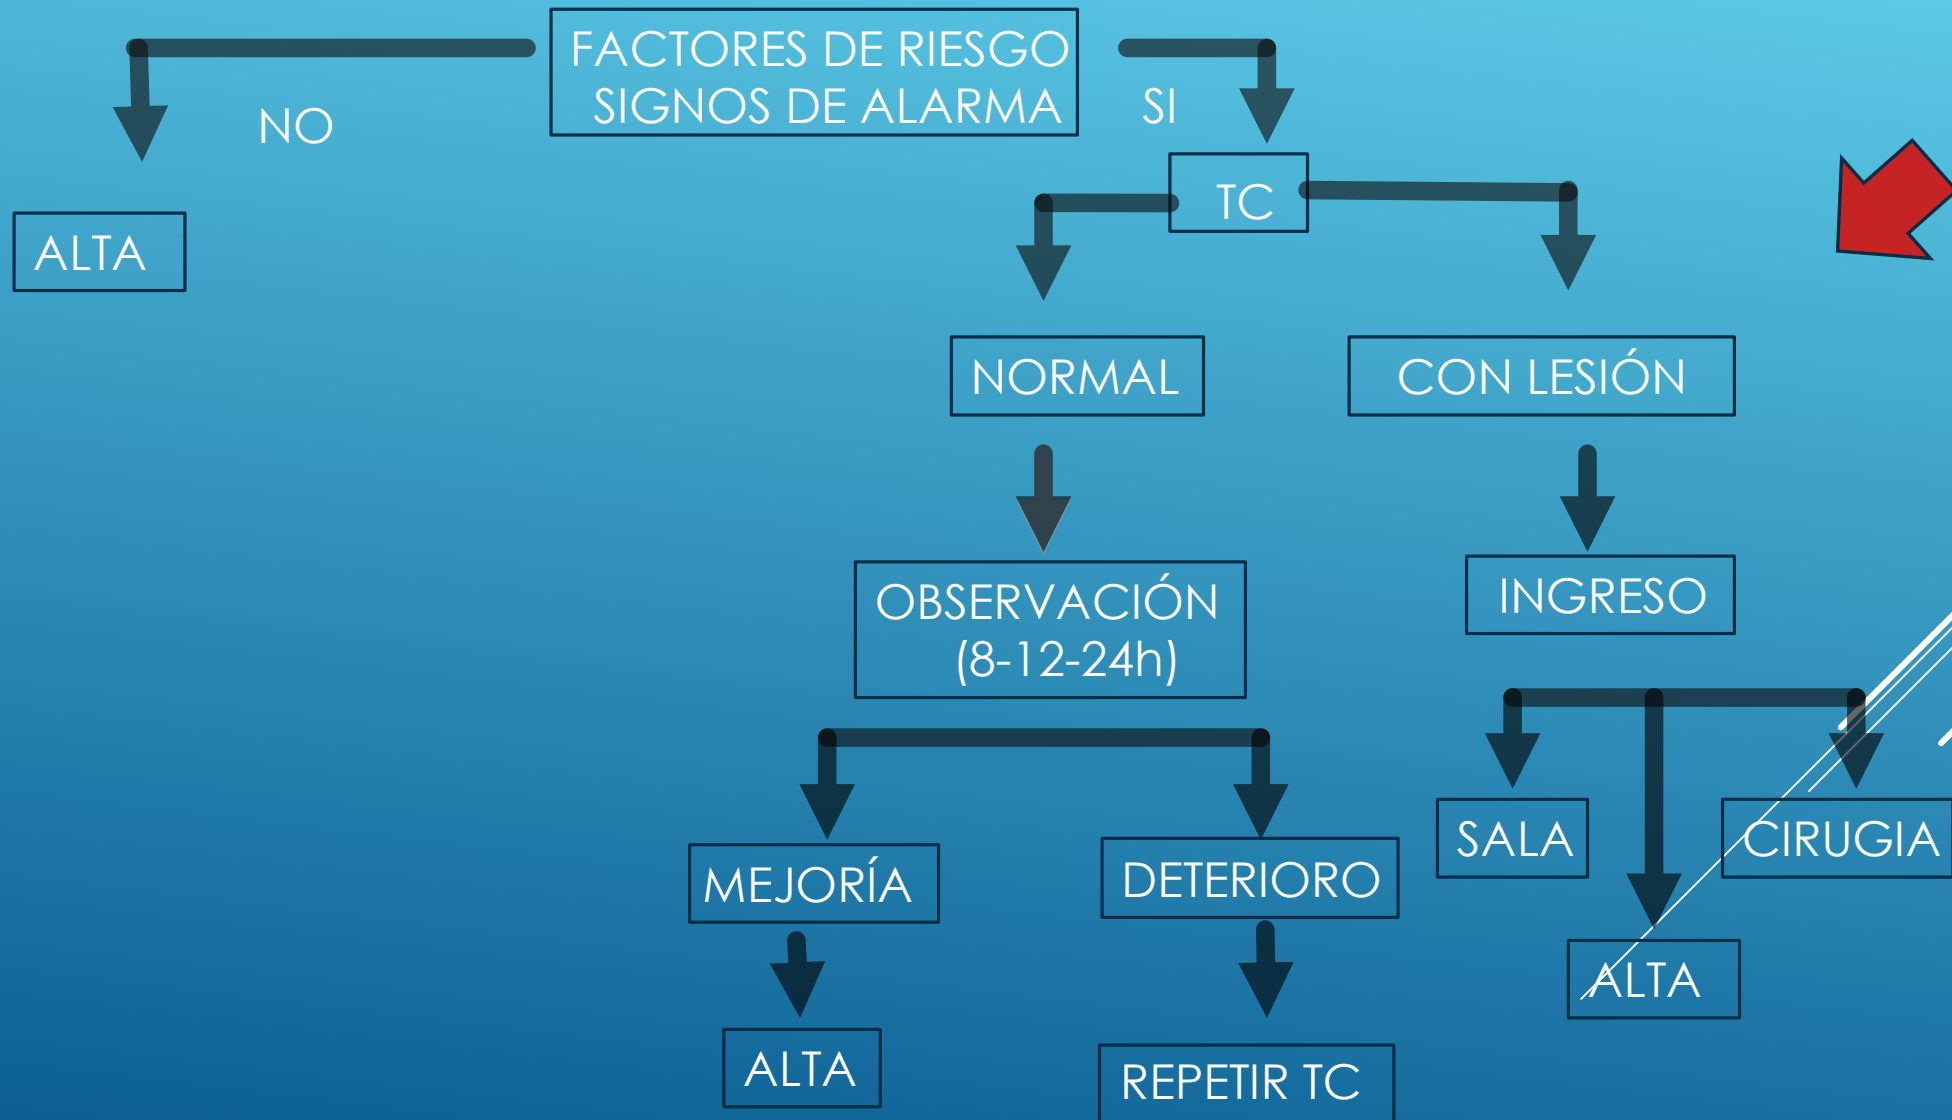 FACTORES DE RIESGO
SIGNOS DE ALARMA
NO
SI
ALTA
TC
NORMAL
CON LESIÓN
OBSERVACIÓN
(8-12-24h)
INGRESO
MEJORÍA
DETERIORO
SALA
CIRUGIA
ALTA
ALTA
REPETIR TC